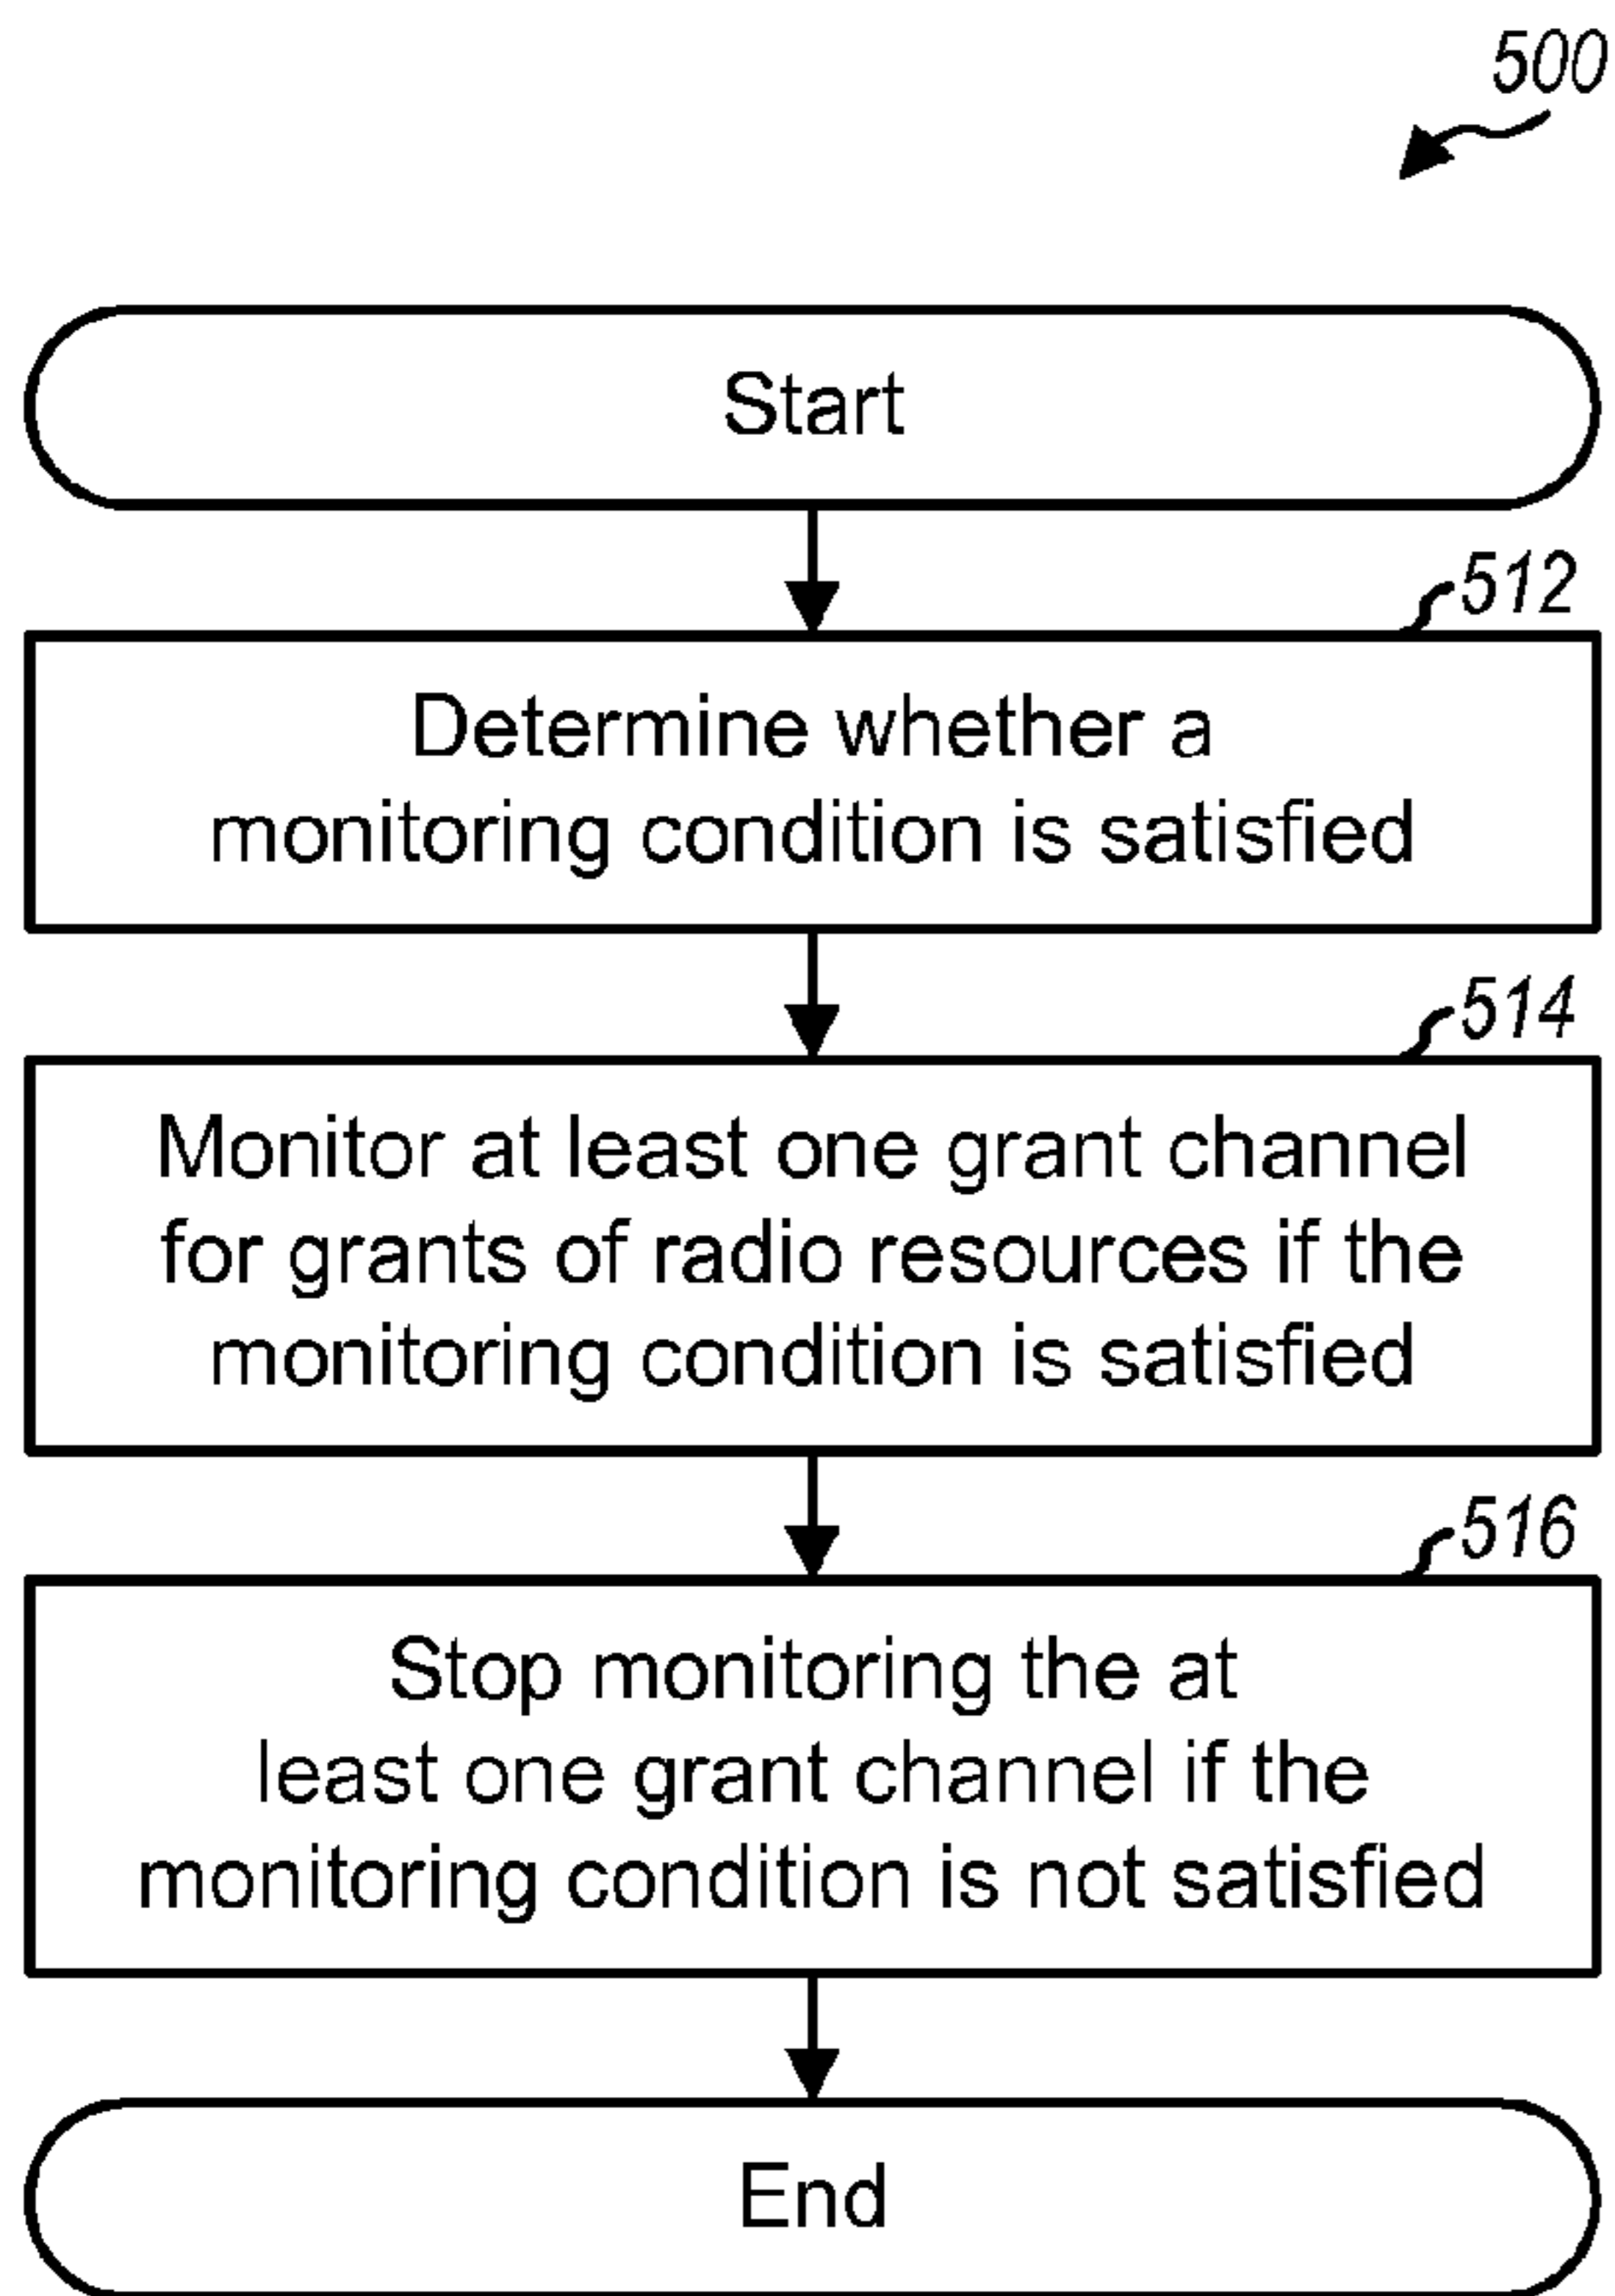 500
Start
512
Determine whether a
monitoring condition is satisfied
514
Monitor at least one grant channel
for grants of radio resources if the
monitoring condition is satisfied
516
Stop monitoring the at
least one grant channel if the
monitoring condition is not satisfied
End